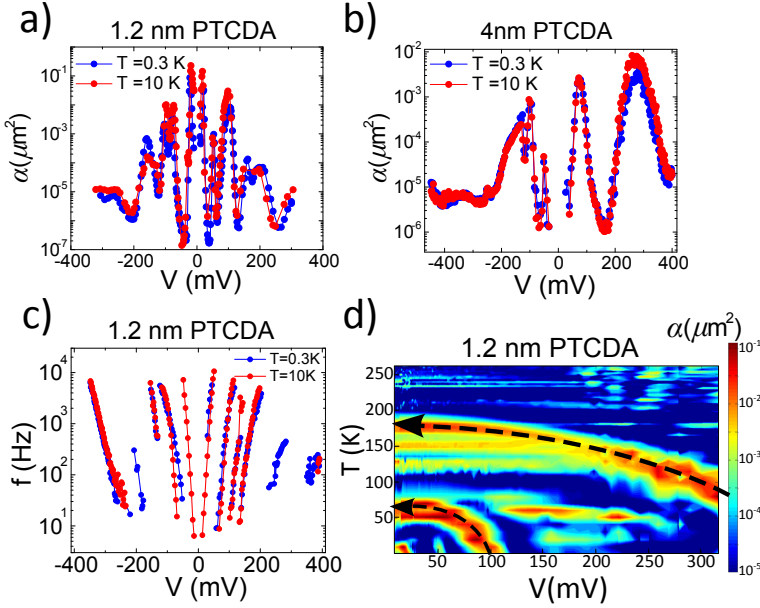 a)
1.2 nm PTCDA
T =0.3 K
T =10 K
α(μm²)
10⁻¹
10⁻³
10⁻⁵
10⁻⁷
-400 -200 0 200 400
V (mV)
b)
4nm PTCDA
T =0.3 K
T =10 K
α(μm²)
10⁻²
10⁻³
10⁻⁴
10⁻⁵
10⁻⁶
-400 -200 0 200 400
V (mV)
c)
1.2 nm PTCDA
T=0.3K
T=10K
f (Hz)
10⁴
10³
10²
10¹
-400 -200 0 200 400
V (mV)
d)
1.2 nm PTCDA
α(μm²)
T (K)
250
200
150
100
50
50 100 150 200 250 300
V(mV)
10⁻¹
10⁻²
10⁻³
10⁻⁴
10⁻⁵